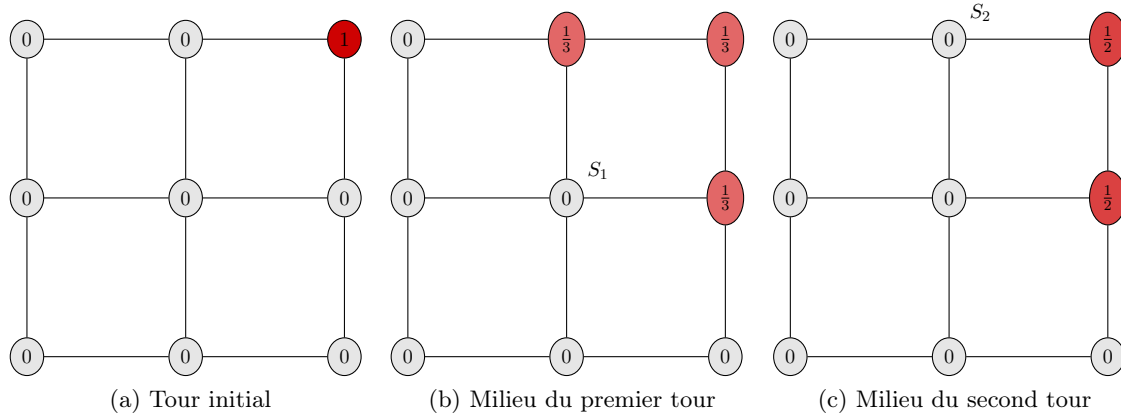 0 0 1 0 1/3 1/3 0 0 S₂ 1/2
0 0 0 0 0 S₁ 1/3 0 0 1/2
0 0 0 0 0 0 0 0 0
(a) Tour initial (b) Milieu du premier tour (c) Milieu du second tour